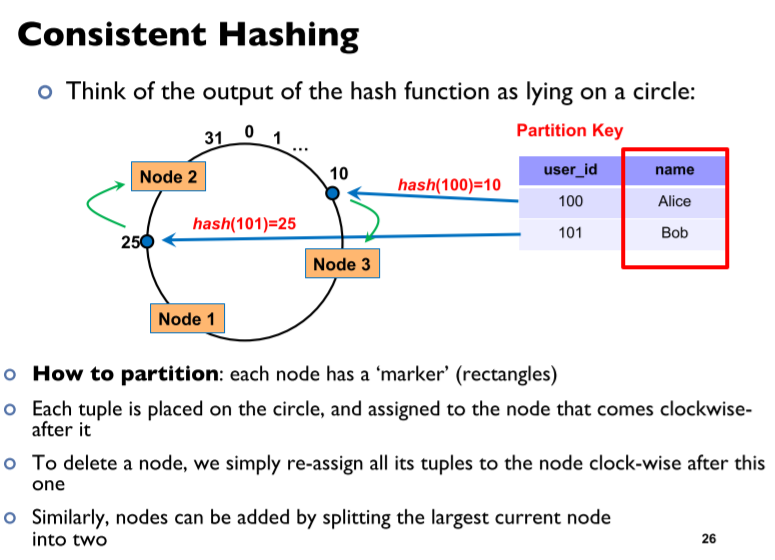 Consistent Hashing
Think of the output of the hash function as lying on a circle:
Partition Key
31 0 1 ...
Node 2
10
hash(100)=10
user_id name
100 Alice
101 Bob
hash(101)=25
25
Node 3
Node 1
How to partition: each node has a ‘marker’ (rectangles)
Each tuple is placed on the circle, and assigned to the node that comes clockwise-
after it
To delete a node, we simply re-assign all its tuples to the node clock-wise after this
one
Similarly, nodes can be added by splitting the largest current node
into two
26